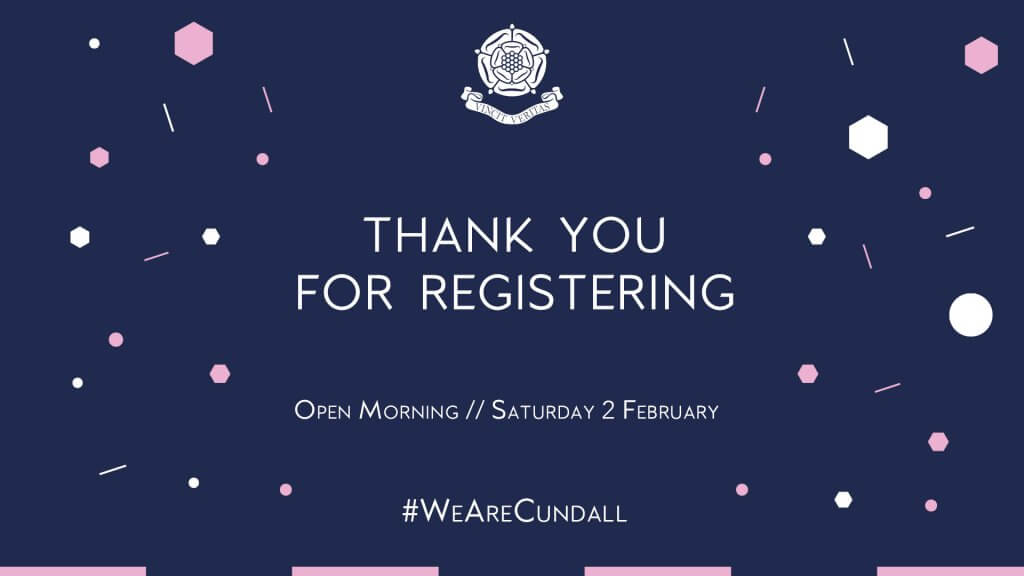 VINCIT VERITAS
THANK YOU
FOR REGISTERING
Open Morning // Saturday 2 February
#WeAreCundall